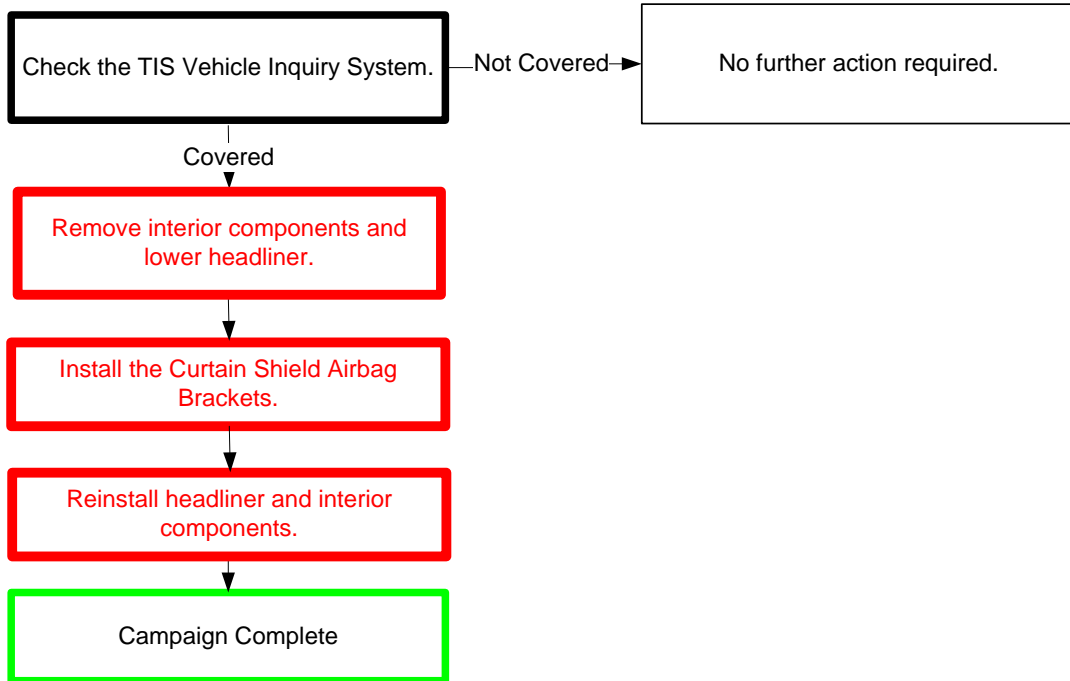 Check the TIS Vehicle Inquiry System.
Not Covered
No further action required.
Covered
Remove interior components and
lower headliner.
Install the Curtain Shield Airbag
Brackets.
Reinstall headliner and interior
components.
Campaign Complete